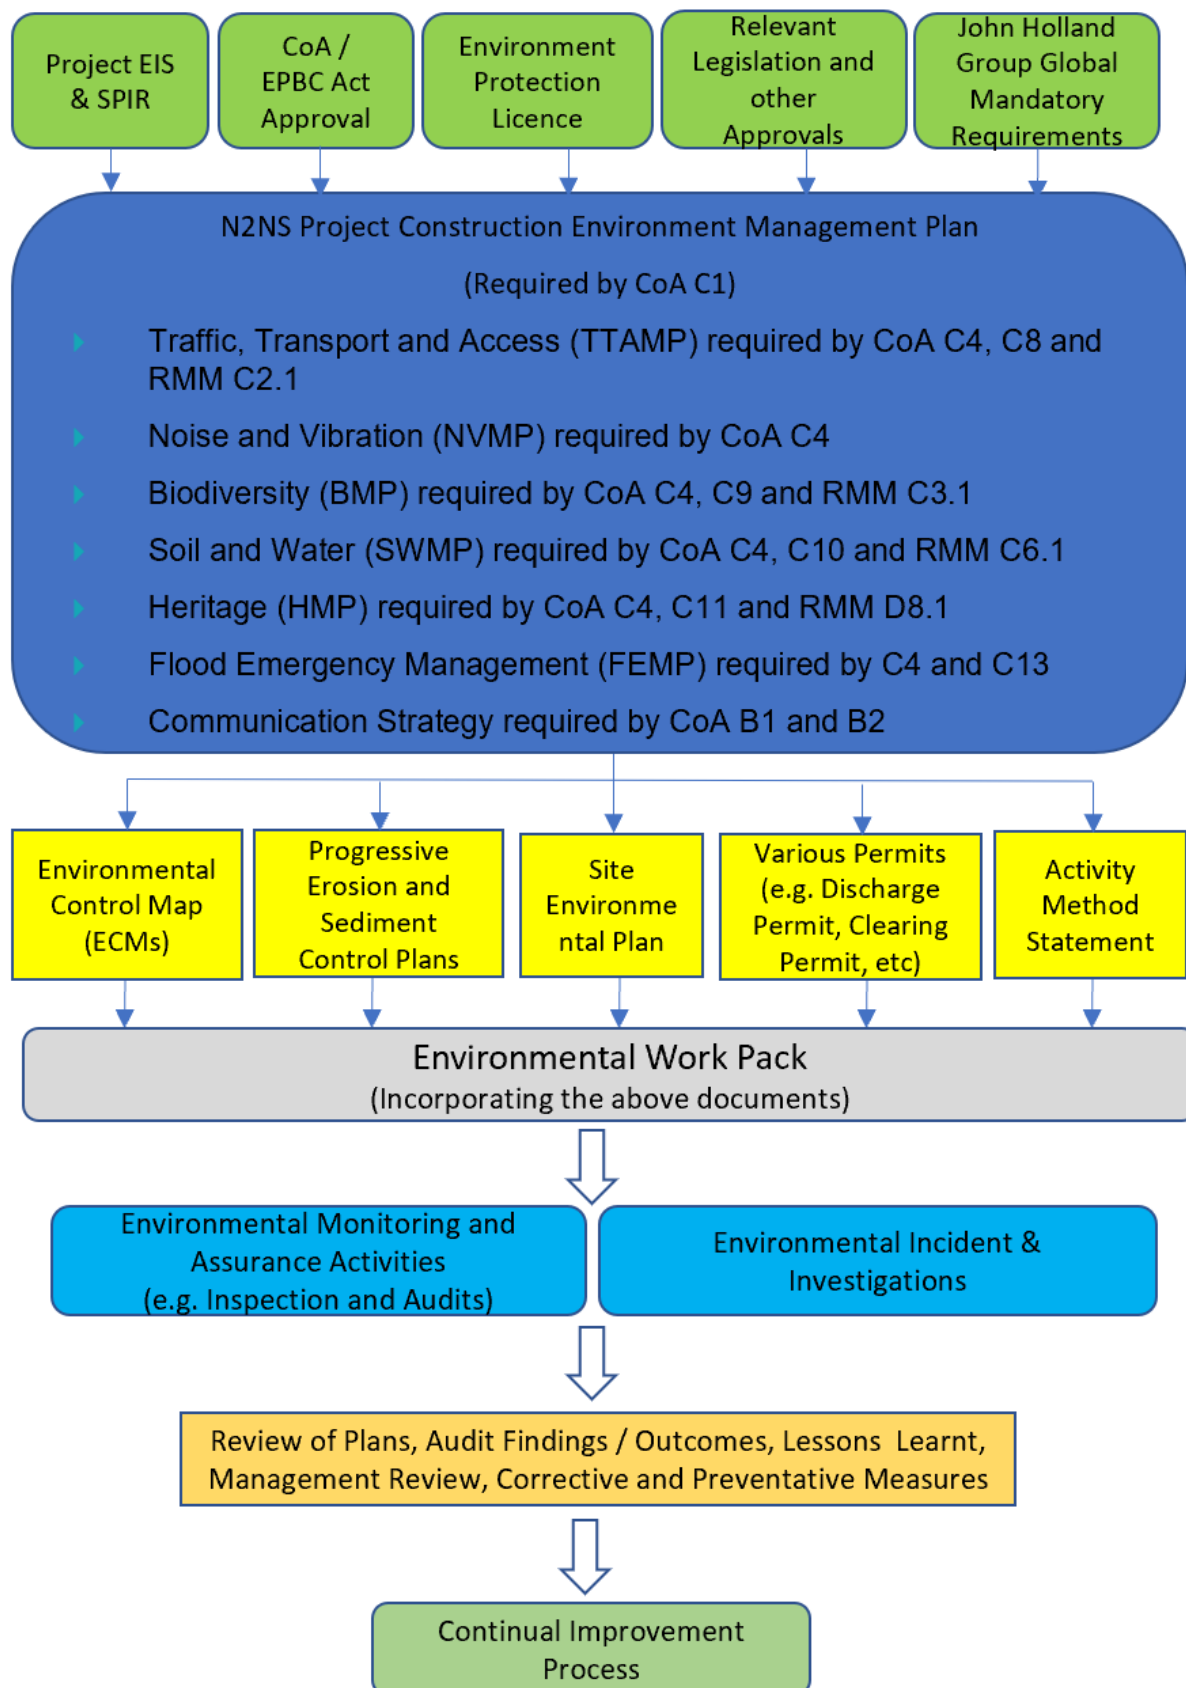 Project EIS
& SPIR
CoA /
EPBC Act
Approval
Environment
Protection
Licence
Relevant
Legislation and
other
Approvals
John Holland
Group Global
Mandatory
Requirements
N2NS Project Construction Environment Management Plan
(Required by CoA C1)
Traffic, Transport and Access (TTAMP) required by CoA C4, C8 and
RMM C2.1
Noise and Vibration (NVMP) required by CoA C4
Biodiversity (BMP) required by CoA C4, C9 and RMM C3.1
Soil and Water (SWMP) required by CoA C4, C10 and RMM C6.1
Heritage (HMP) required by CoA C4, C11 and RMM D8.1
Flood Emergency Management (FEMP) required by C4 and C13
Communication Strategy required by CoA B1 and B2
Environmental
Control Map
(ECMs)
Progressive
Erosion and
Sediment
Control Plans
Site
Environme
ntal Plan
Various Permits
(e.g. Discharge
Permit, Clearing
Permit, etc)
Activity
Method
Statement
Environmental Work Pack
(Incorporating the above documents)
Environmental Monitoring and
Assurance Activities
(e.g. Inspection and Audits)
Environmental Incident &
Investigations
Review of Plans, Audit Findings / Outcomes, Lessons  Learnt,
Management Review, Corrective and Preventative Measures
Continual Improvement
Process